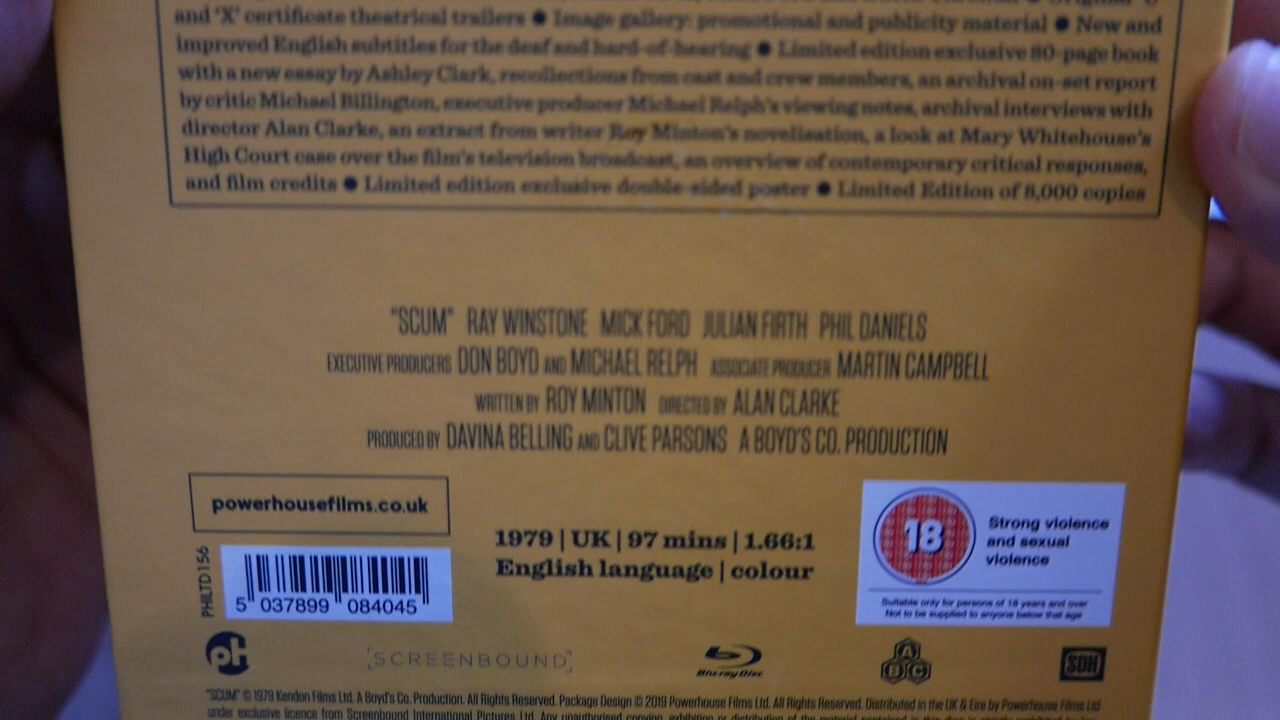 and 'X' certificate theatrical trailers ● Image gallery: promotional and publicity material ● New and
improved English subtitles for the deaf and hard-of-hearing ● Limited edition exclusive 80-page book
with a new essay by Ashley Clark, recollections from cast and crew members, an archival on-set report
by critic Michael Billington, executive producer Michael Relph's viewing notes, archival interviews with
director Alan Clarke, an extract from writer Roy Minton's novelisation, a look at Mary Whitehouse's
High Court case over the film's television broadcast, an overview of contemporary critical responses,
and film credits ● Limited edition exclusive double-sided poster ● Limited Edition of 8,000 copies
"SCUM" RAY WINSTONE MICK FORD JULIAN FIRTH PHIL DANIELS
EXECUTIVE PRODUCERS DON BOYD AND MICHAEL RELPH ASSOCIATE PRODUCER MARTIN CAMPBELL
WRITTEN BY ROY MINTON DIRECTED BY ALAN CLARKE
PRODUCED BY DAVINA BELLING AND CLIVE PARSONS A BOYD'S CO. PRODUCTION
powerhousefilms.co.uk
PHILTD156
5 037899 084045
1979 | UK | 97 mins | 1.66:1
English language | colour
18
Strong violence
and sexual
violence
Suitable only for persons of 18 years and over
Not to be supplied to anyone below that age
pH
[SCREENBOUND]
Blu-ray Disc
A
B C
SDH
"SCUM" © 1979 Kendon Films Ltd. A Boyd's Co. Production. All Rights Reserved. Package Design © 2019 Powerhouse Films Ltd. All Rights Reserved. Distributed in the UK & Eire by Powerhouse Films Ltd
under exclusive licence from Screenbound International Pictures Ltd. Any unauthorised copying, exhibition or distribution of the material contained in this disc is strictly prohibited